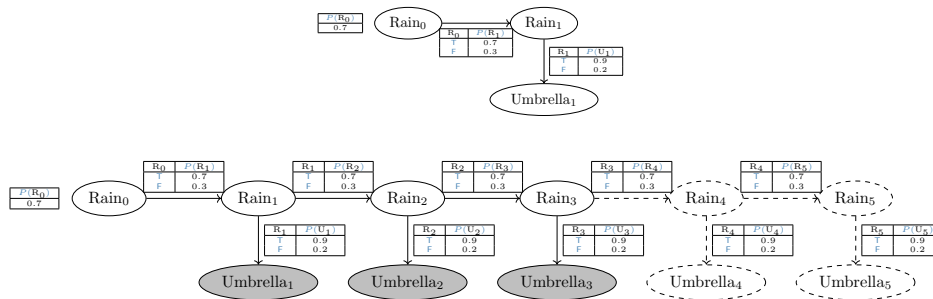 P(R0)
0.7
Rain0
Rain1
R0 P(R1)
T 0.7
F 0.3
R1 P(U1)
T 0.9
F 0.2
Umbrella1
P(R0)
0.7
Rain0
R0 P(R1)
T 0.7
F 0.3
Rain1
R1 P(R2)
T 0.7
F 0.3
Rain2
R2 P(R3)
T 0.7
F 0.3
Rain3
R3 P(R4)
T 0.7
F 0.3
Rain4
R4 P(R5)
T 0.7
F 0.3
Rain5
R1 P(U1)
T 0.9
F 0.2
R2 P(U2)
T 0.9
F 0.2
R3 P(U3)
T 0.9
F 0.2
R4 P(U4)
T 0.9
F 0.2
R5 P(U5)
T 0.9
F 0.2
Umbrella1
Umbrella2
Umbrella3
Umbrella4
Umbrella5